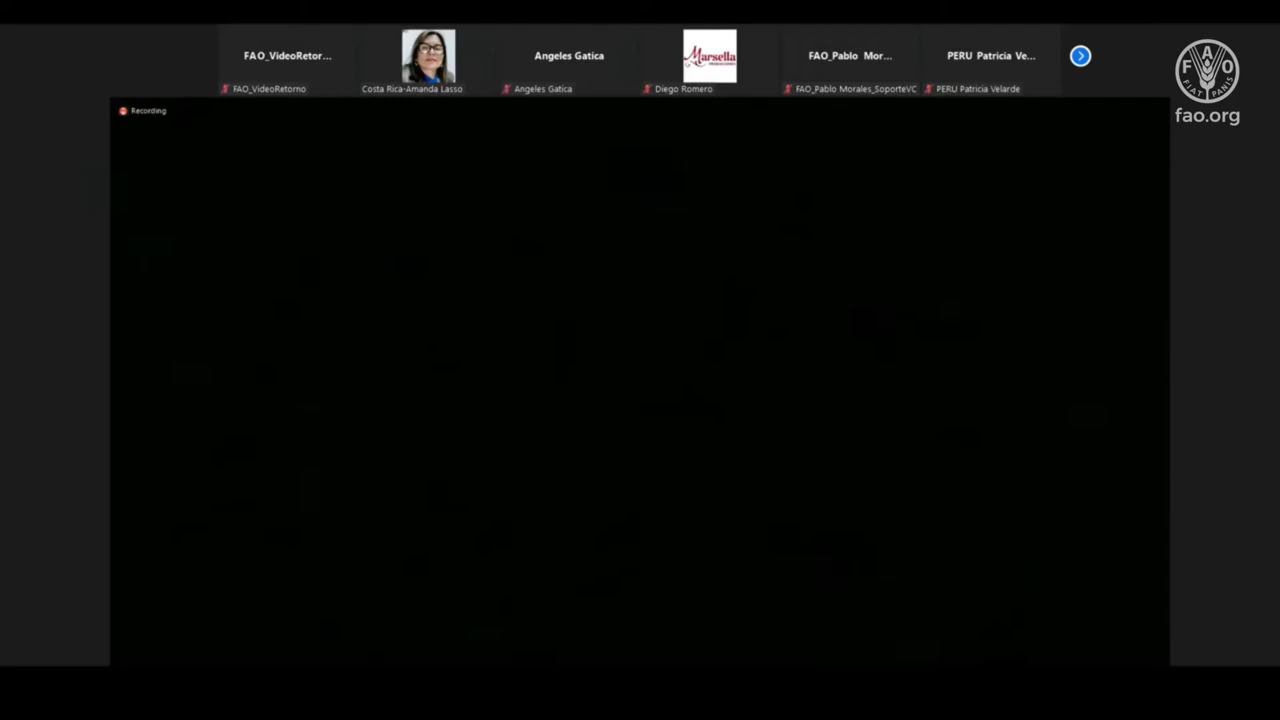 FAO_VideoRetor...
Angeles Gatica
Marsella
FAO_Pablo Mor...
PERU Patricia Ve...
FAO_VideoRetorno
Costa Rica-Amanda Lasso
Angeles Gatica
Diego Romero
FAO_Pablo Morales_SoporteVC
PERU Patricia Velarde
Recording
F A O
FIAT PANIS
fao.org